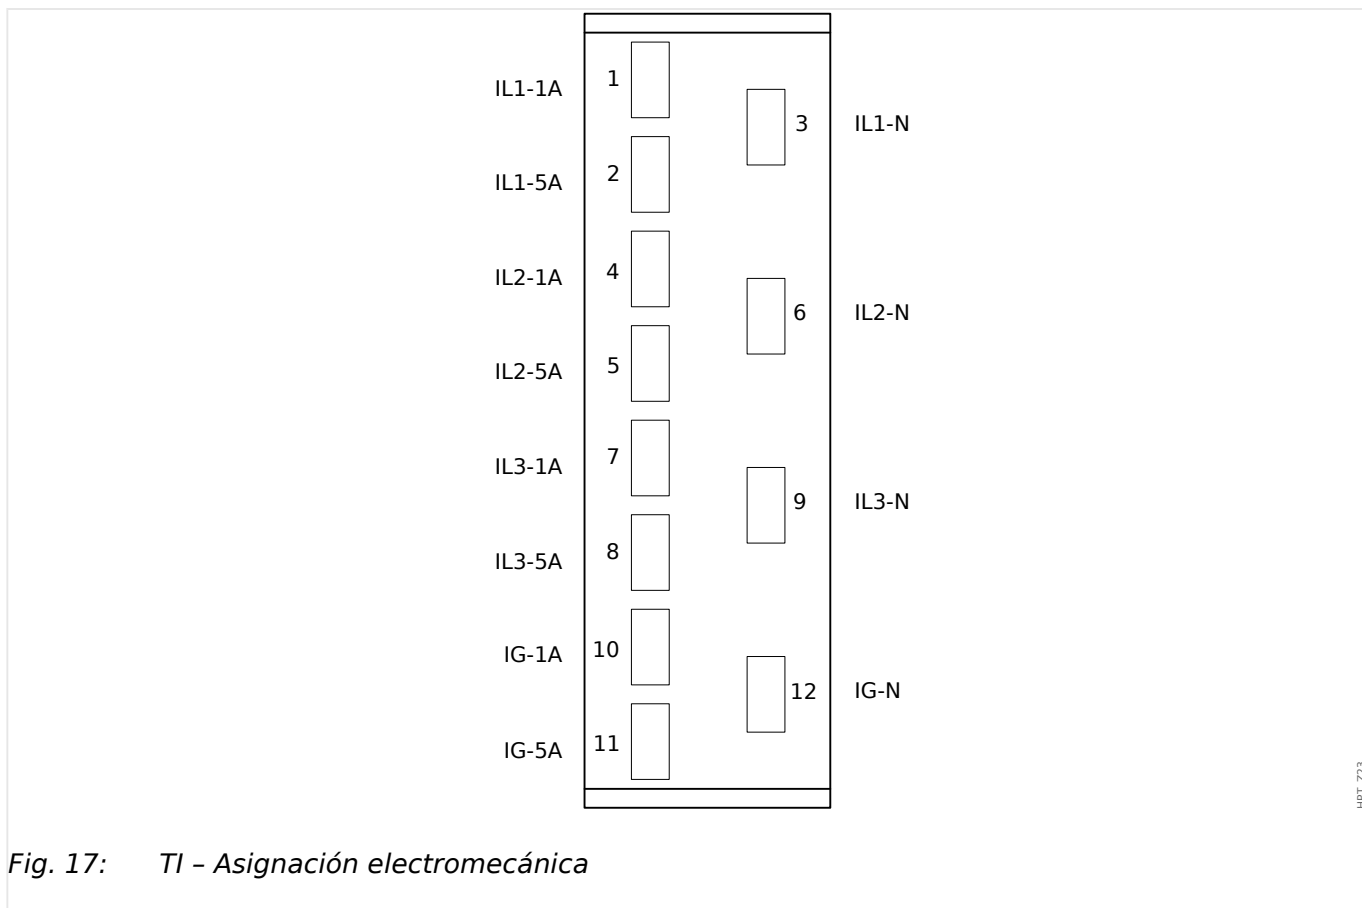 IL1-1A 1
3 IL1-N
IL1-5A 2
IL2-1A 4
6 IL2-N
IL2-5A 5
IL3-1A 7
9 IL3-N
IL3-5A 8
IG-1A 10
12 IG-N
IG-5A 11
Fig. 17: TI – Asignación electromecánica